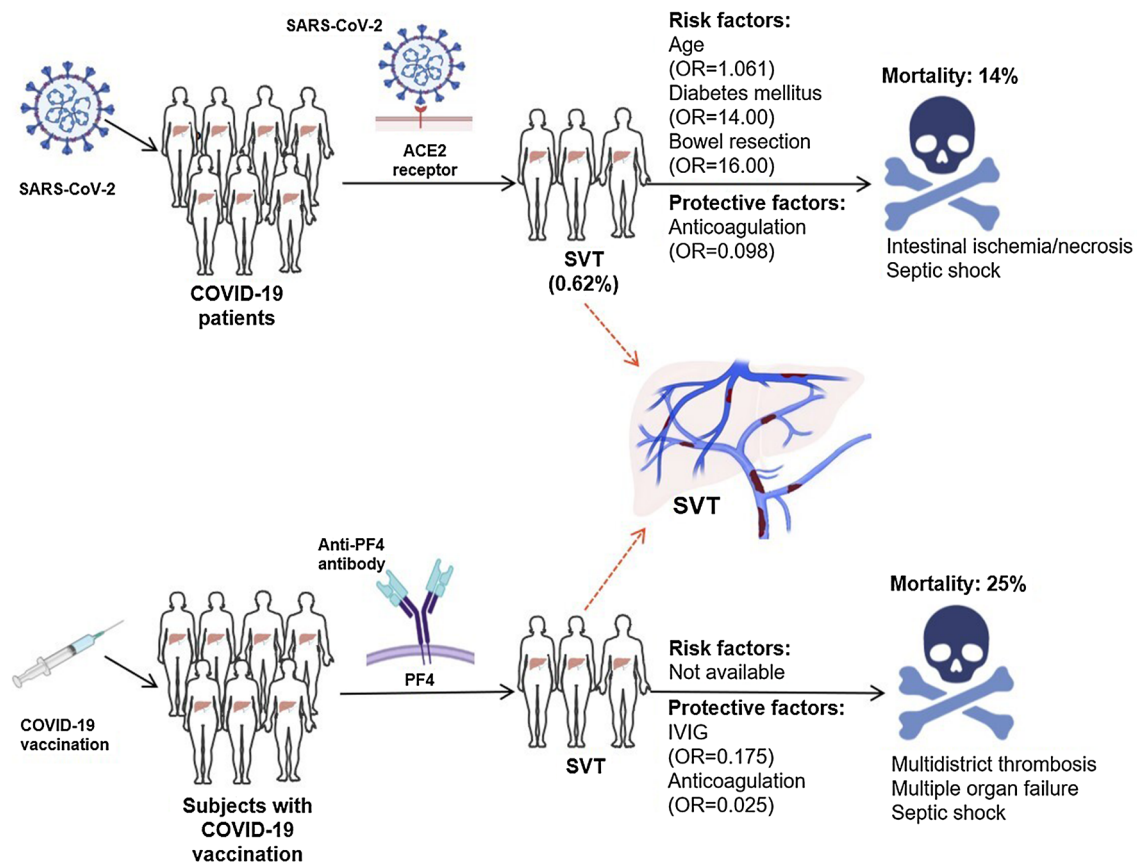 SARS-CoV-2
SARS-CoV-2
ACE2
receptor
COVID-19
patients
SVT
(0.62%)
Risk factors:
Age
(OR=1.061)
Diabetes mellitus
(OR=14.00)
Bowel resection
(OR=16.00)
Protective factors:
Anticoagulation
(OR=0.098)
Mortality: 14%
Intestinal ischemia/necrosis
Septic shock
SVT
COVID-19
vaccination
Subjects with
COVID-19
vaccination
Anti-PF4
antibody
PF4
SVT
Risk factors:
Not available
Protective factors:
IVIG
(OR=0.175)
Anticoagulation
(OR=0.025)
Mortality: 25%
Multidistrict thrombosis
Multiple organ failure
Septic shock